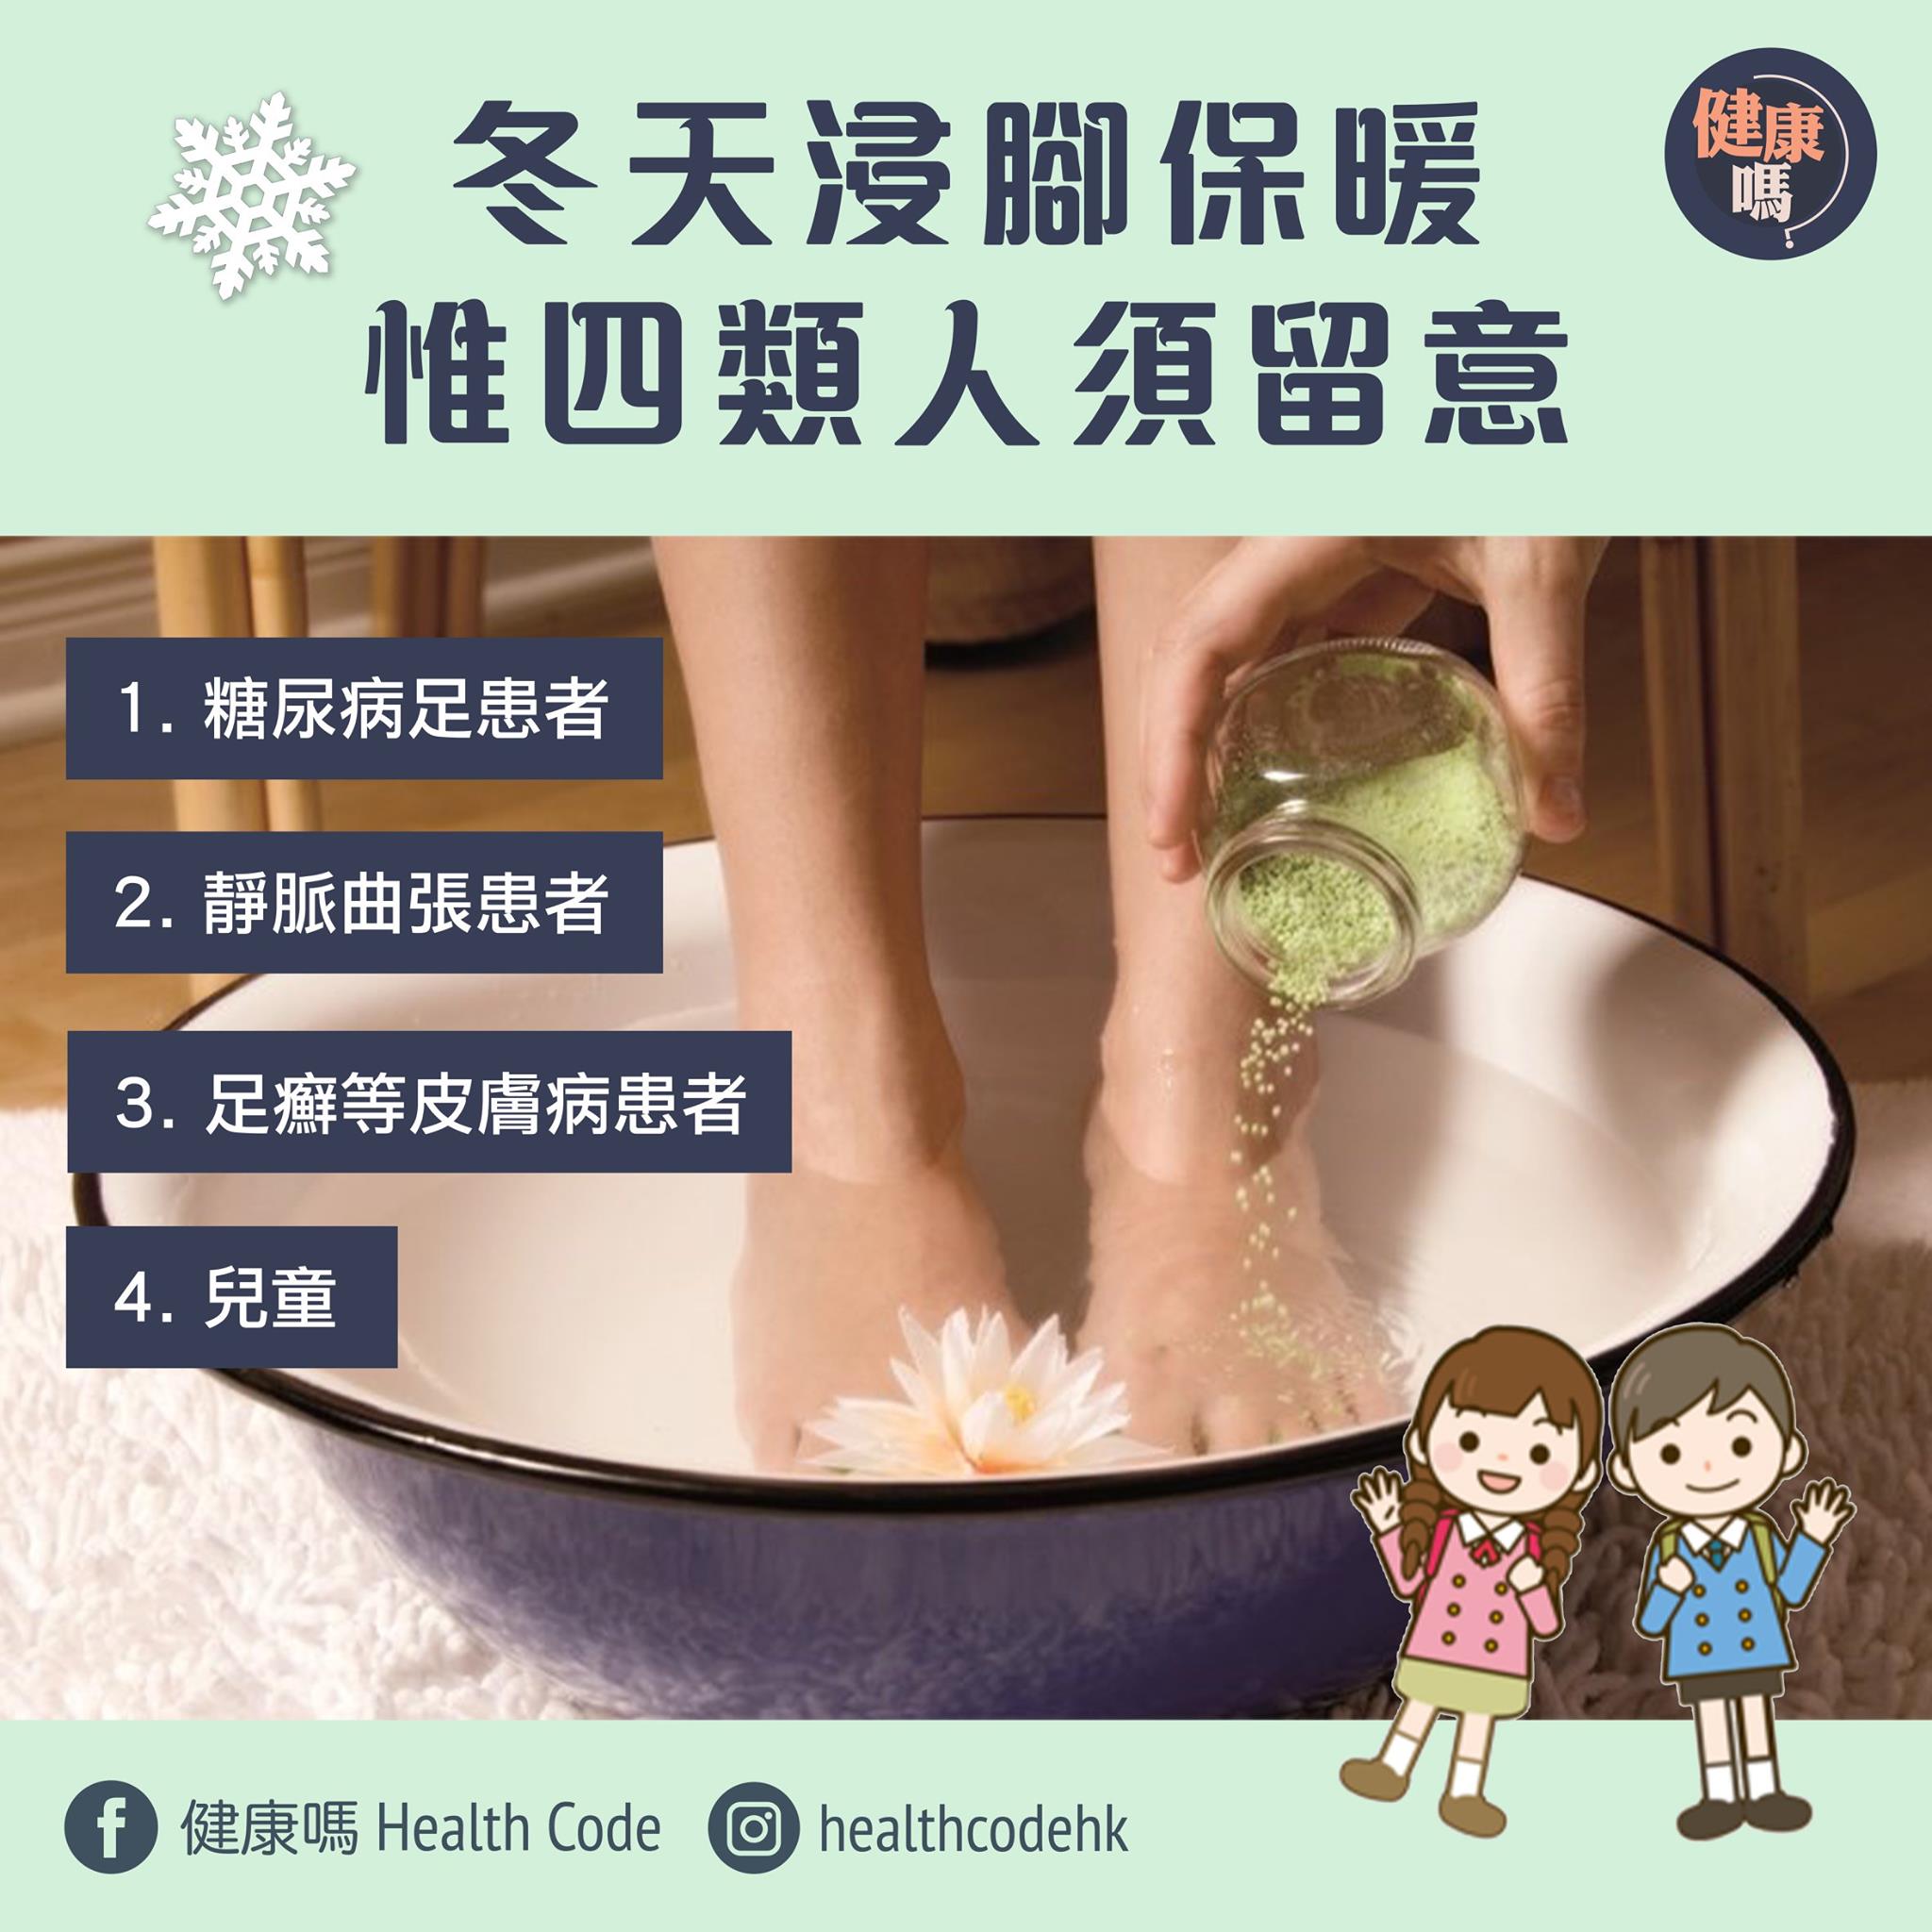 冬天浸腳保暖
健康
嗎?
惟四類人須留意
1. 糖尿病足患者
2. 靜脈曲張患者
3. 足癬等皮膚病患者
4. 兒童
健康嗎 Health Code
healthcodehk